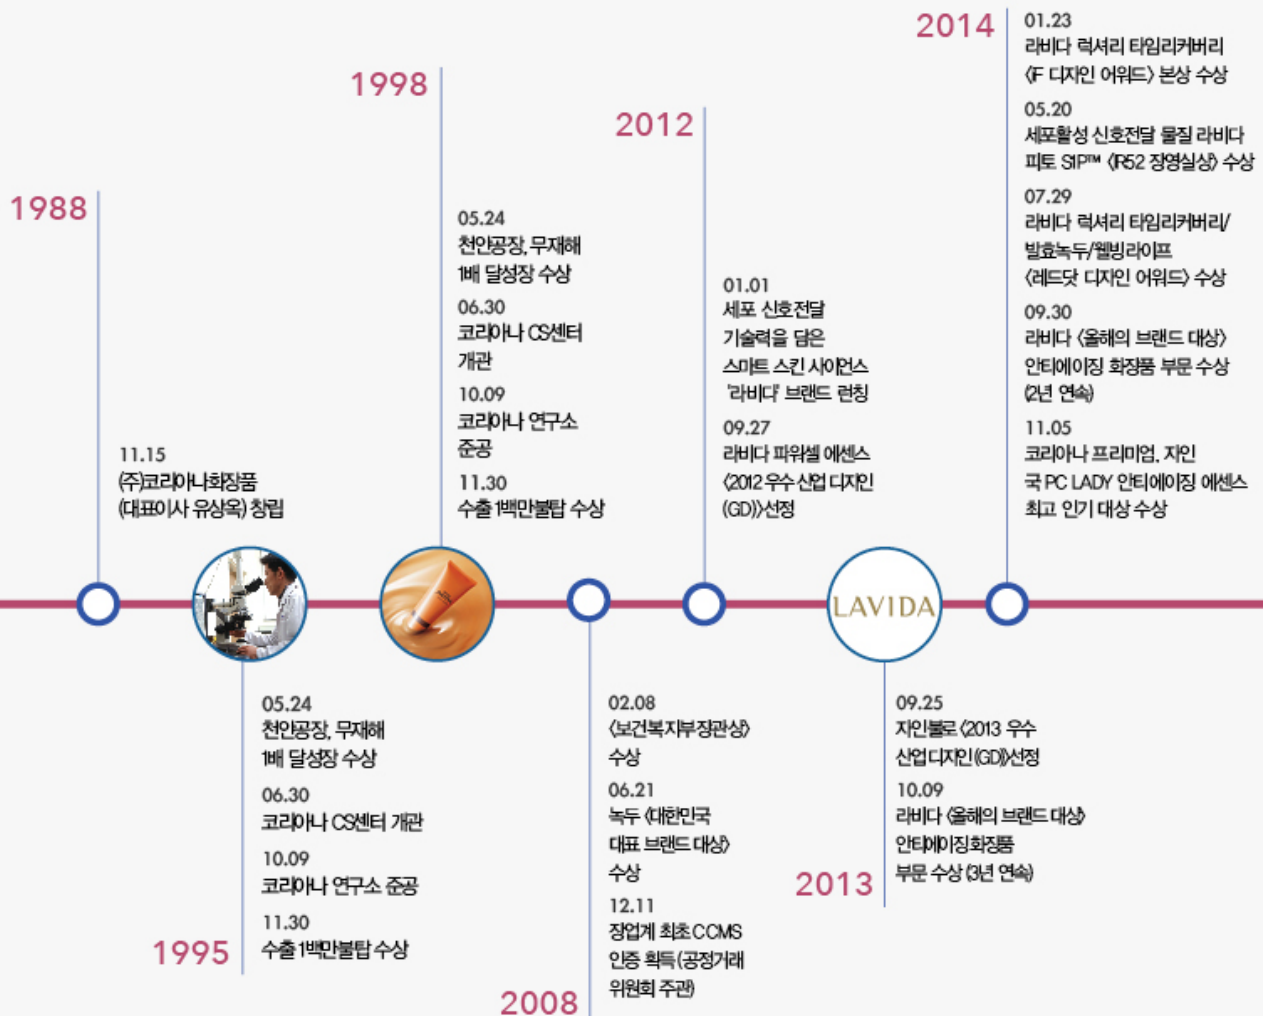 1988
11.15
(주)코리아나화장품
(대표이사 유상옥) 창립
1995
05.24
천안공장, 무재해
1배 달성장 수상
06.30
코리아나 CS센터 개관
10.09
코리아나 연구소 준공
11.30
수출 1백만불탑 수상
1998
05.24
천안공장, 무재해
1배 달성장 수상
06.30
코리아나 CS센터
개관
10.09
코리아나 연구소
준공
11.30
수출 1백만불탑 수상
2008
02.08
〈보건복지부장관상〉
수상
06.21
녹두 〈대한민국
대표 브랜드 대상〉
수상
12.11
장업계 최초 CCMS
인증 획득(공정거래
위원회 주관)
2012
01.01
세포 신호전달
기술력을 담은
스마트 스킨 사이언스
'라비다' 브랜드 런칭
09.27
라비다 파워셀 에센스
〈2012 우수 산업 디자인
(GD)〉선정
LAVIDA
2013
09.25
자인불로 〈2013 우수
산업 디자인(GD)〉선정
10.09
라비다 〈올해의 브랜드 대상〉
안티에이징화장품
부문 수상 (3년 연속)
2014
01.23
라비다 럭셔리 타임리커버리
〈iF 디자인 어워드〉 본상 수상
05.20
세포활성 신호전달 물질 라비다
피토 S1P™ 〈IR52 장영실상〉 수상
07.29
라비다 럭셔리 타임리커버리/
발효녹두/웰빙라이프
〈레드닷 디자인 어워드〉 수상
09.30
라비다 〈올해의 브랜드 대상〉
안티에이징 화장품 부문 수상
(2년 연속)
11.05
코리아나 프리미엄, 자인
국 PC LADY 안티에이징 에센스
최고 인기 대상 수상